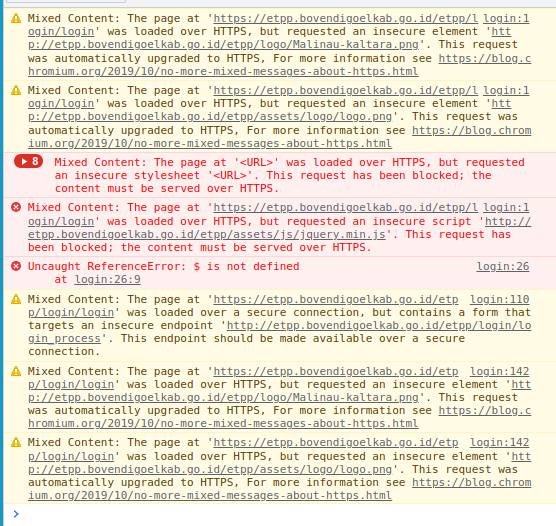 Mixed Content: The page at 'https://etpp.bovendigoelkab.go.id/etpp/l login:1
ogin/login' was loaded over HTTPS, but requested an insecure element 'htt
p://etpp.bovendigoelkab.go.id/etpp/logo/Malinau-kaltara.png'. This request
was automatically upgraded to HTTPS, For more information see https://blog.c
hromium.org/2019/10/no-more-mixed-messages-about-https.html
Mixed Content: The page at 'https://etpp.bovendigoelkab.go.id/etpp/l login:1
ogin/login' was loaded over HTTPS, but requested an insecure element 'htt
p://etpp.bovendigoelkab.go.id/etpp/assets/logo/logo.png'. This request was
automatically upgraded to HTTPS, For more information see https://blog.chrom
ium.org/2019/10/no-more-mixed-messages-about-https.html
8 Mixed Content: The page at '<URL>' was loaded over HTTPS, but requested
an insecure stylesheet '<URL>'. This request has been blocked; the
content must be served over HTTPS.
Mixed Content: The page at 'https://etpp.bovendigoelkab.go.id/etpp/l login:1
ogin/login' was loaded over HTTPS, but requested an insecure script 'http://
etpp.bovendigoelkab.go.id/etpp/assets/js/jquery.min.js'. This request has
been blocked; the content must be served over HTTPS.
Uncaught ReferenceError: $ is not defined login:26
at login:26:9
Mixed Content: The page at 'https://etpp.bovendigoelkab.go.id/etp login:110
p/login/login' was loaded over a secure connection, but contains a form that
targets an insecure endpoint 'http://etpp.bovendigoelkab.go.id/etpp/login/lo
gin_process'. This endpoint should be made available over a secure
connection.
Mixed Content: The page at 'https://etpp.bovendigoelkab.go.id/etp login:142
p/login/login' was loaded over HTTPS, but requested an insecure element 'htt
p://etpp.bovendigoelkab.go.id/etpp/logo/Malinau-kaltara.png'. This request
was automatically upgraded to HTTPS, For more information see https://blog.c
hromium.org/2019/10/no-more-mixed-messages-about-https.html
Mixed Content: The page at 'https://etpp.bovendigoelkab.go.id/etp login:142
p/login/login' was loaded over HTTPS, but requested an insecure element 'htt
p://etpp.bovendigoelkab.go.id/etpp/assets/logo/logo.png'. This request was
automatically upgraded to HTTPS, For more information see https://blog.chrom
ium.org/2019/10/no-more-mixed-messages-about-https.html